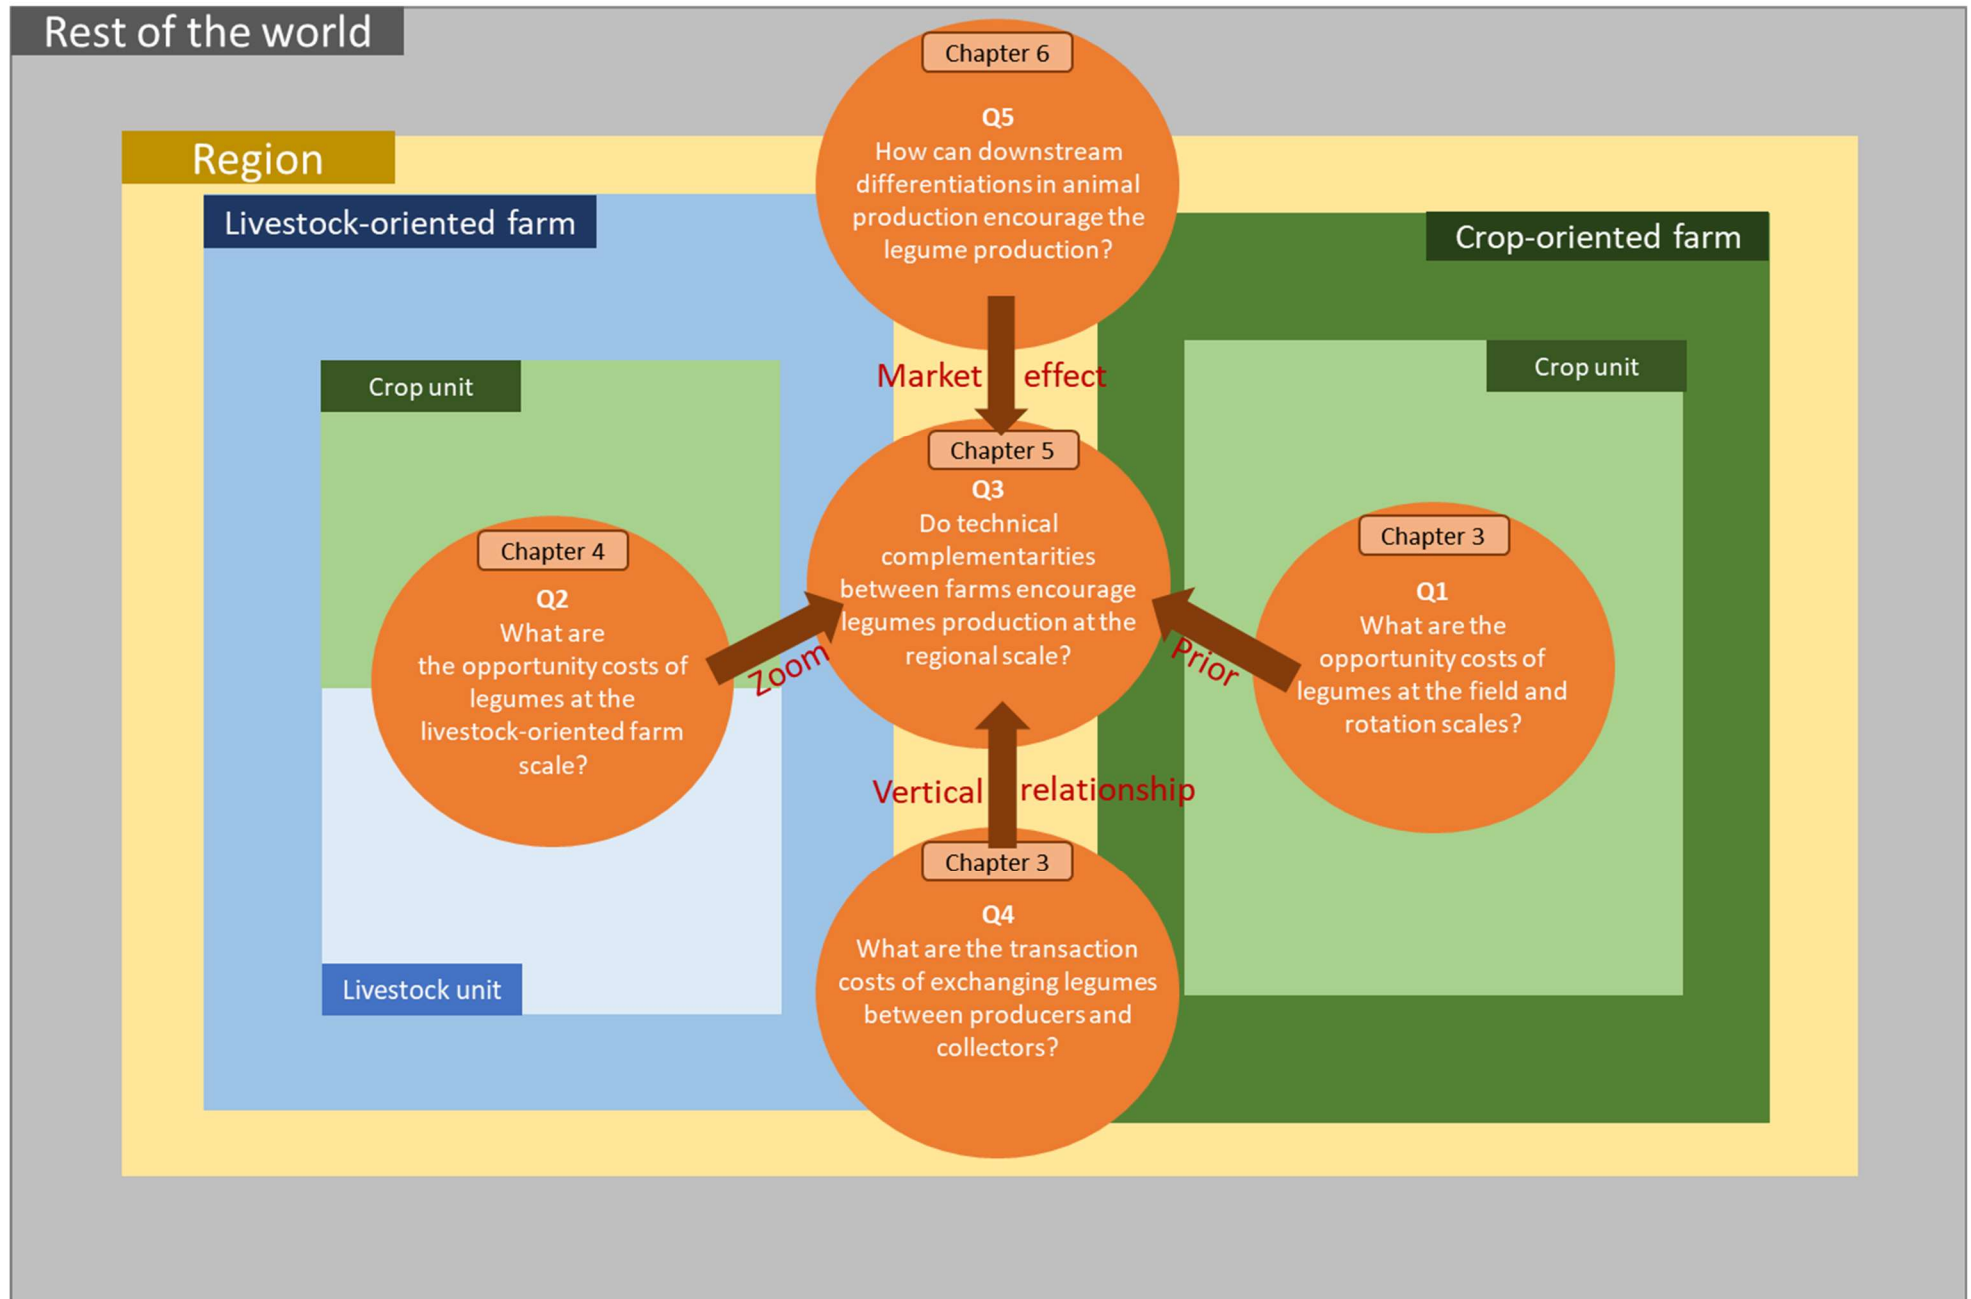 Rest of the world
Chapter 6
Q5
How can downstream
differentiations in animal
production encourage the
legume production?
Region
Livestock-oriented farm
Crop-oriented farm
Crop unit
Crop unit
Market effect
Chapter 5
Q3
Do technical
complementarities
between farms encourage
legumes production at the
regional scale?
Chapter 4
Q2
What are
the opportunity costs of
legumes at the
livestock-oriented farm
scale?
Zoom
Chapter 3
Q1
What are the
opportunity costs of
legumes at the field and
rotation scales?
Prior
Vertical relationship
Chapter 3
Q4
What are the transaction
costs of exchanging legumes
between producers and
collectors?
Livestock unit